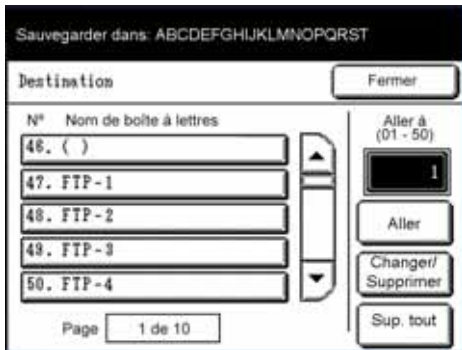 Sauvegarder dans: ABCDEFGHIJKLMNOPQRST
Destination
Fermer
N° Nom de boîte à lettres
46. ( )
47. FTP-1
48. FTP-2
49. FTP-3
50. FTP-4
Page 1 de 10
Aller à
(01 - 50)
1
Aller
Changer/
Supprimer
Sup. tout